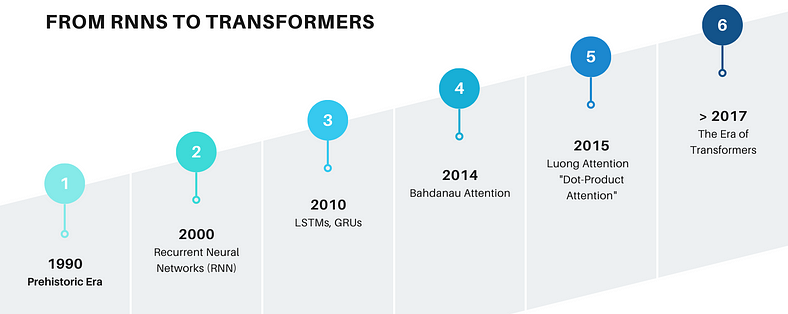 FROM RNNS TO TRANSFORMERS
1
1990
Prehistoric Era
2
2000
Recurrent Neural
Networks (RNN)
3
2010
LSTMs, GRUs
4
2014
Bahdanau Attention
5
2015
Luong Attention
"Dot-Product
Attention"
6
> 2017
The Era of
Transformers